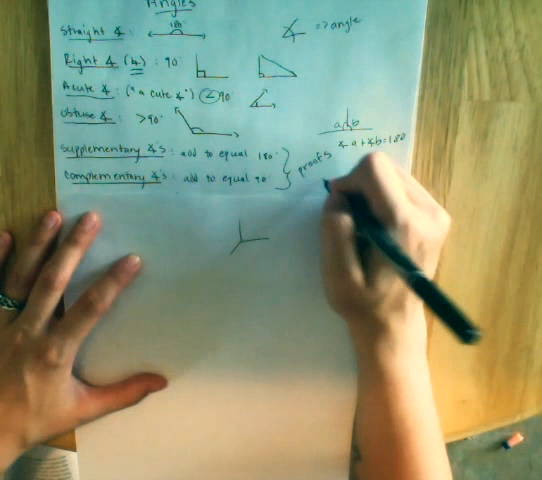 Angles
Straight ∡ : 180°
∡ => angle
Right ∡ (L) : 90°
Acute ∡ : ("a cute ∡") < 90°
obtuse ∡ : >90°
a b
∡ a + ∡b = 180
supplementary ∡s : add to equal 180°
complementary ∡'s : add to equal 90°
proofs